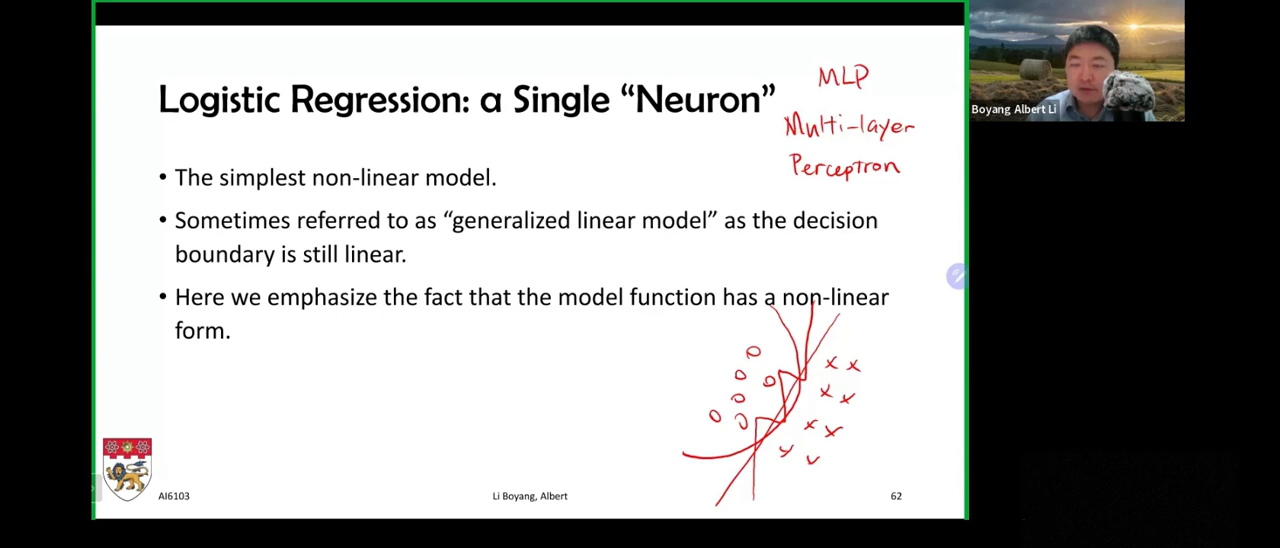 Logistic Regression: a Single “Neuron”
MLP
Multi-layer
Perceptron
• The simplest non-linear model.
• Sometimes referred to as “generalized linear model” as the decision
boundary is still linear.
• Here we emphasize the fact that the model function has a non-linear
form.
AI6103
Li Boyang, Albert
62
Boyang Albert Li